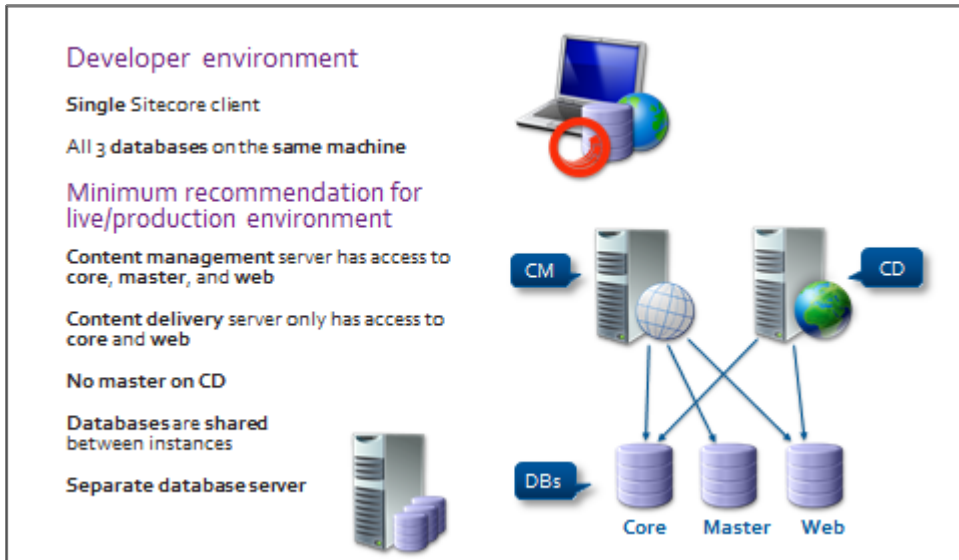 Developer environment
Single Sitecore client
All 3 databases on the same machine
Minimum recommendation for
live/production environment
Content management server has access to
core, master, and web
Content delivery server only has access to
core and web
No master on CD
Databases are shared
between instances
Separate database server
CM
CD
DBs
Core Master Web